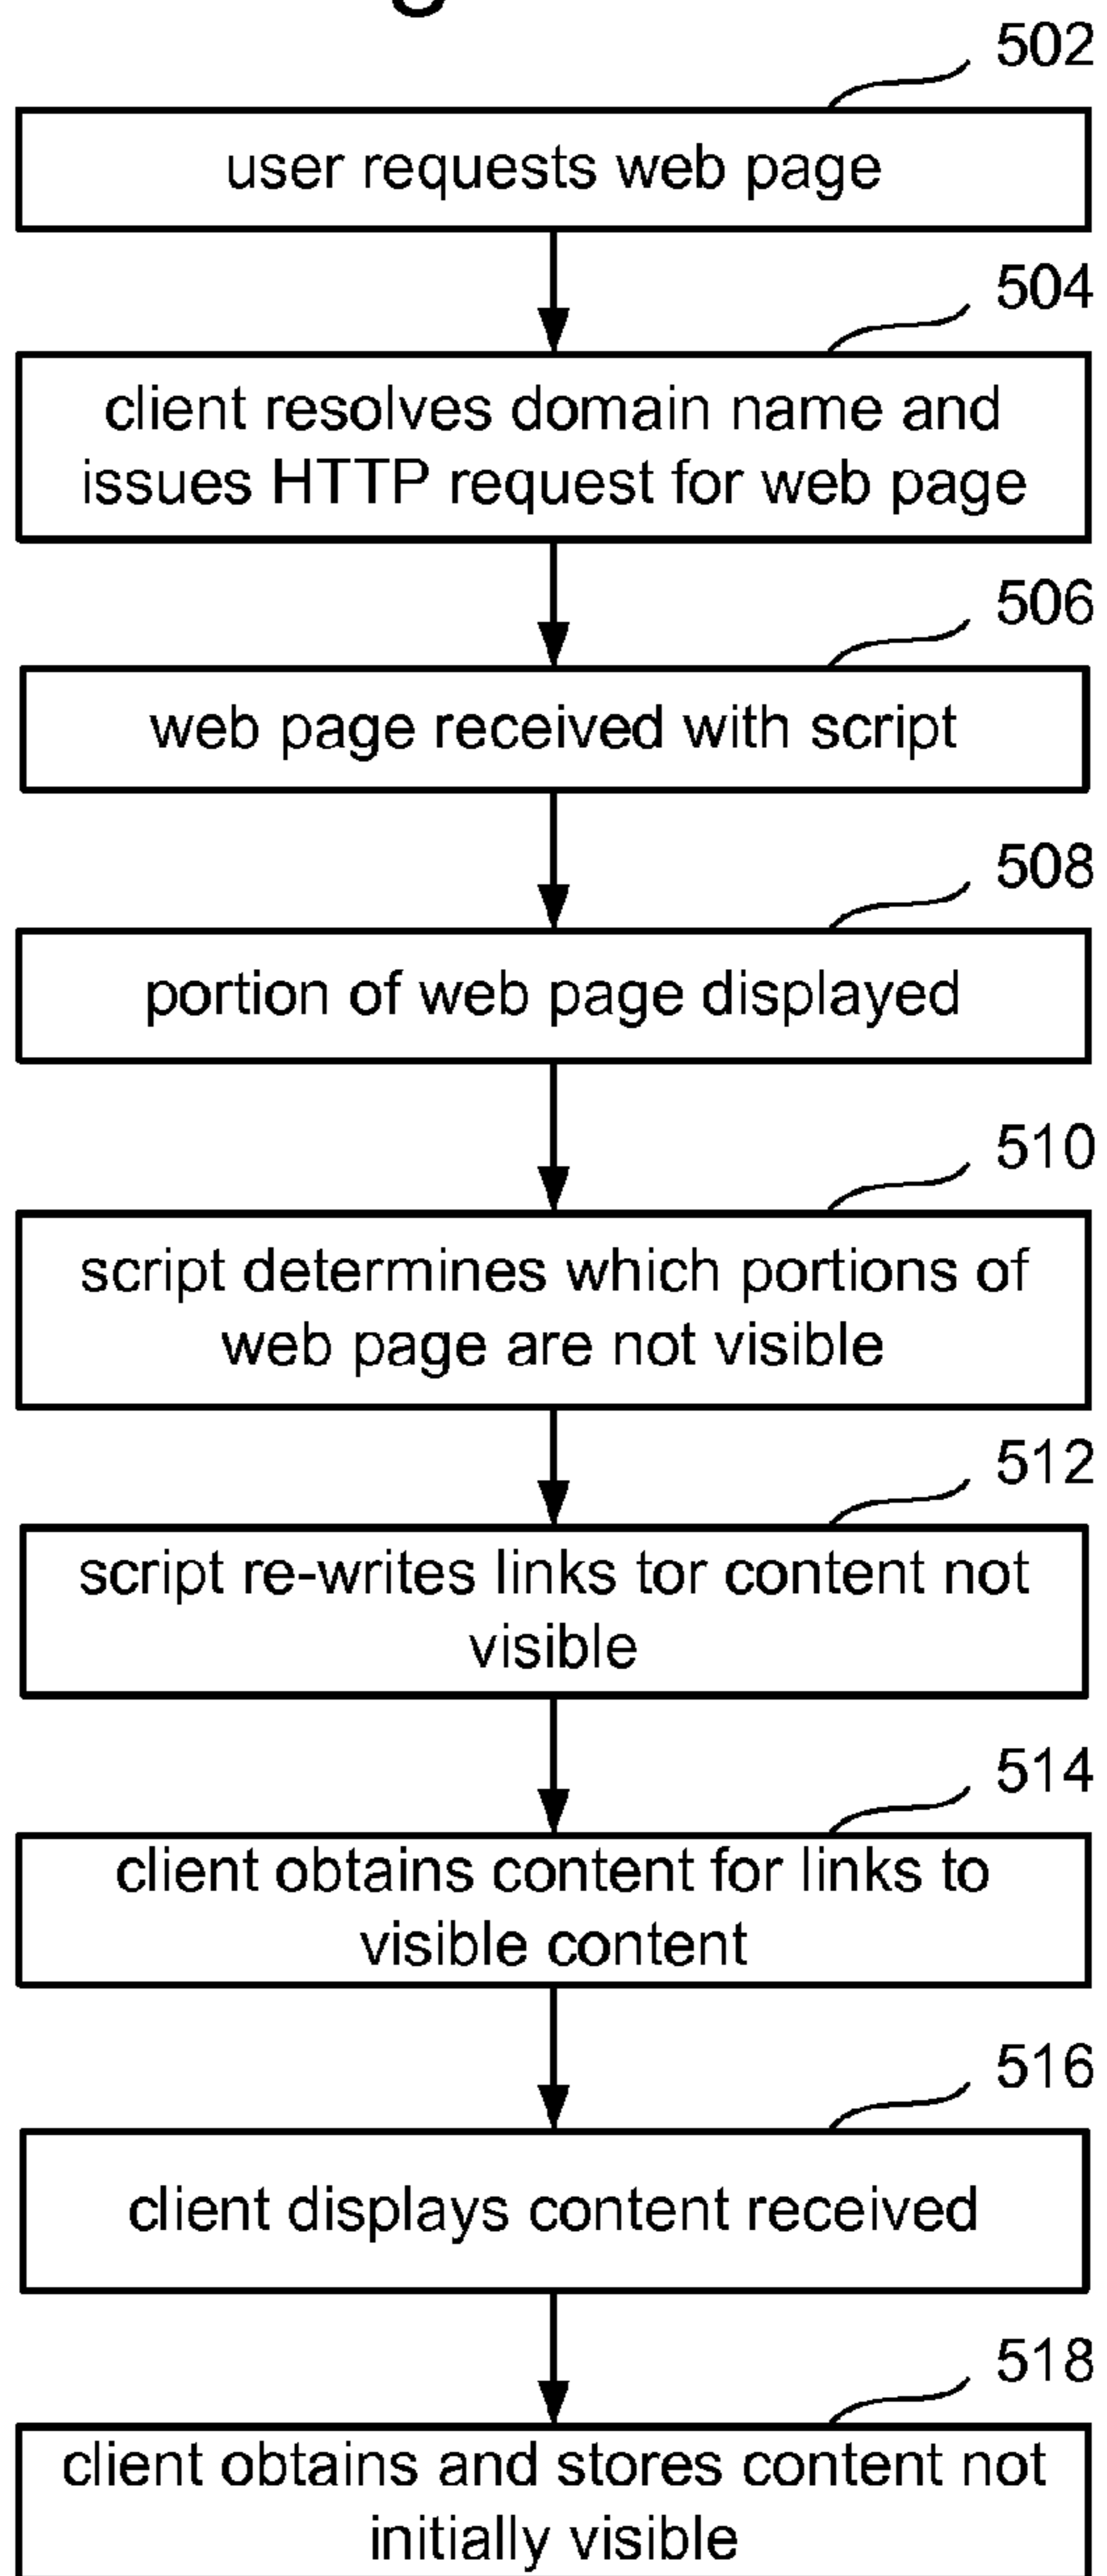 502
user requests web page
504
client resolves domain name and
issues HTTP request for web page
506
web page received with script
508
portion of web page displayed
510
script determines which portions of
web page are not visible
512
script re-writes links tor content not
visible
514
client obtains content for links to
visible content
516
client displays content received
518
client obtains and stores content not
initially visible